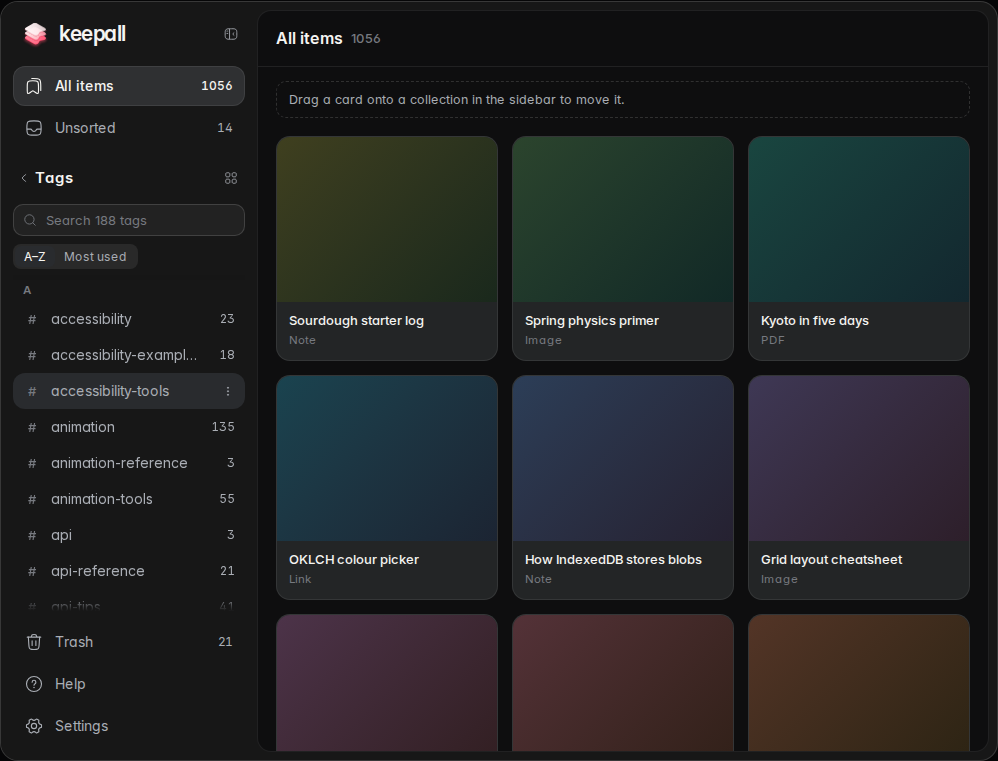 keepall
All items 1056
Unsorted 14
Tags
Search 188 tags
A–Z Most used
A
# accessibility 23
# accessibility-exampl... 18
# accessibility-tools
# animation 135
# animation-reference 3
# animation-tools 55
# api 3
# api-reference 21
# api-tips 41
Trash 21
Help
Settings
All items 1056
Drag a card onto a collection in the sidebar to move it.
Sourdough starter log
Note
Spring physics primer
Image
Kyoto in five days
PDF
OKLCH colour picker
Link
How IndexedDB stores blobs
Note
Grid layout cheatsheet
Image